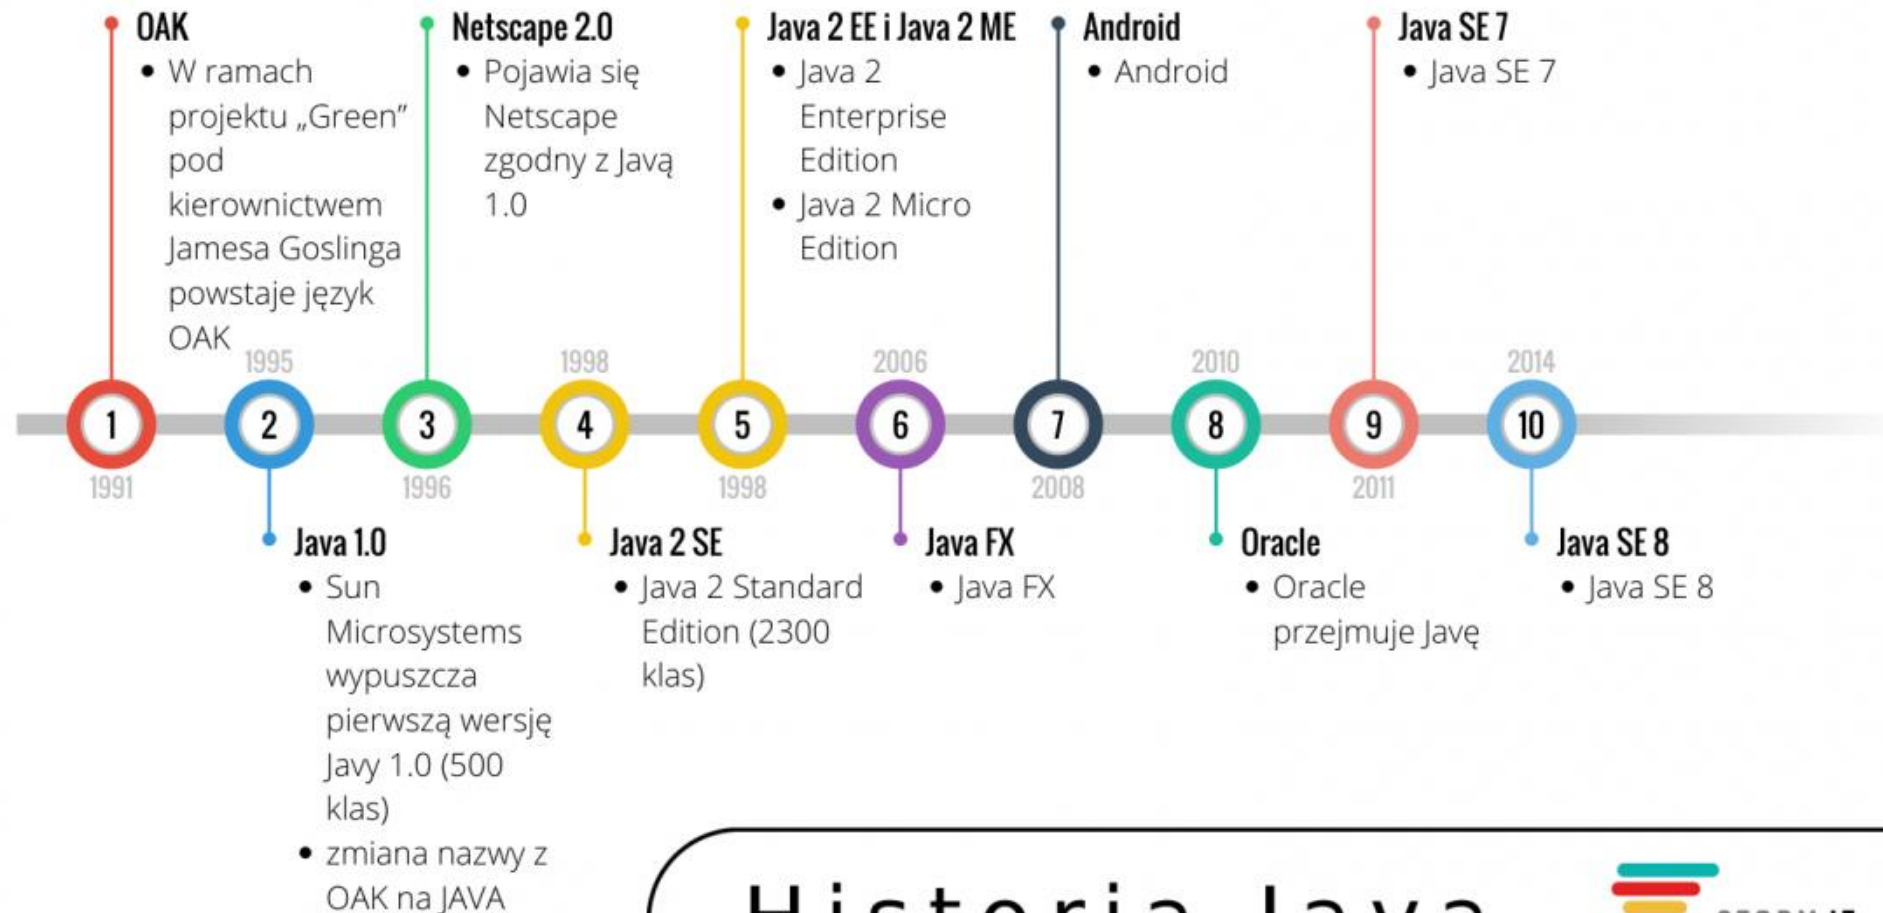 OAK
• W ramach
projektu „Green”
pod
kierownictwem
Jamesa Goslinga
powstaje język
OAK
Netscape 2.0
• Pojawia się
Netscape
zgodny z Javą
1.0
Java 2 EE i Java 2 ME
• Java 2
Enterprise
Edition
• Java 2 Micro
Edition
Android
• Android
Java SE 7
• Java SE 7
1995
1998
2006
2010
2014
1 2 3 4 5 6 7 8 9 10
1991
1996
1998
2008
2011
Java 1.0
• Sun
Microsystems
wypuszcza
pierwszą wersję
Javy 1.0 (500
klas)
• zmiana nazwy z
OAK na JAVA
Java 2 SE
• Java 2 Standard
Edition (2300
klas)
Java FX
• Java FX
Oracle
• Oracle
przejmuje Javę
Java SE 8
• Java SE 8
Historia Java